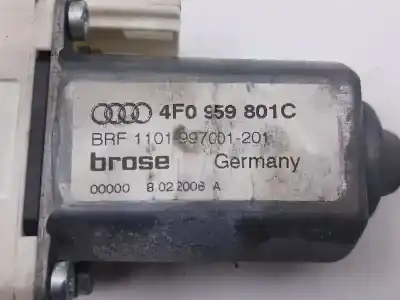 4F0 959 801C
BRF 1101 997001-201
brose Germany
00000 8.02.2006 A